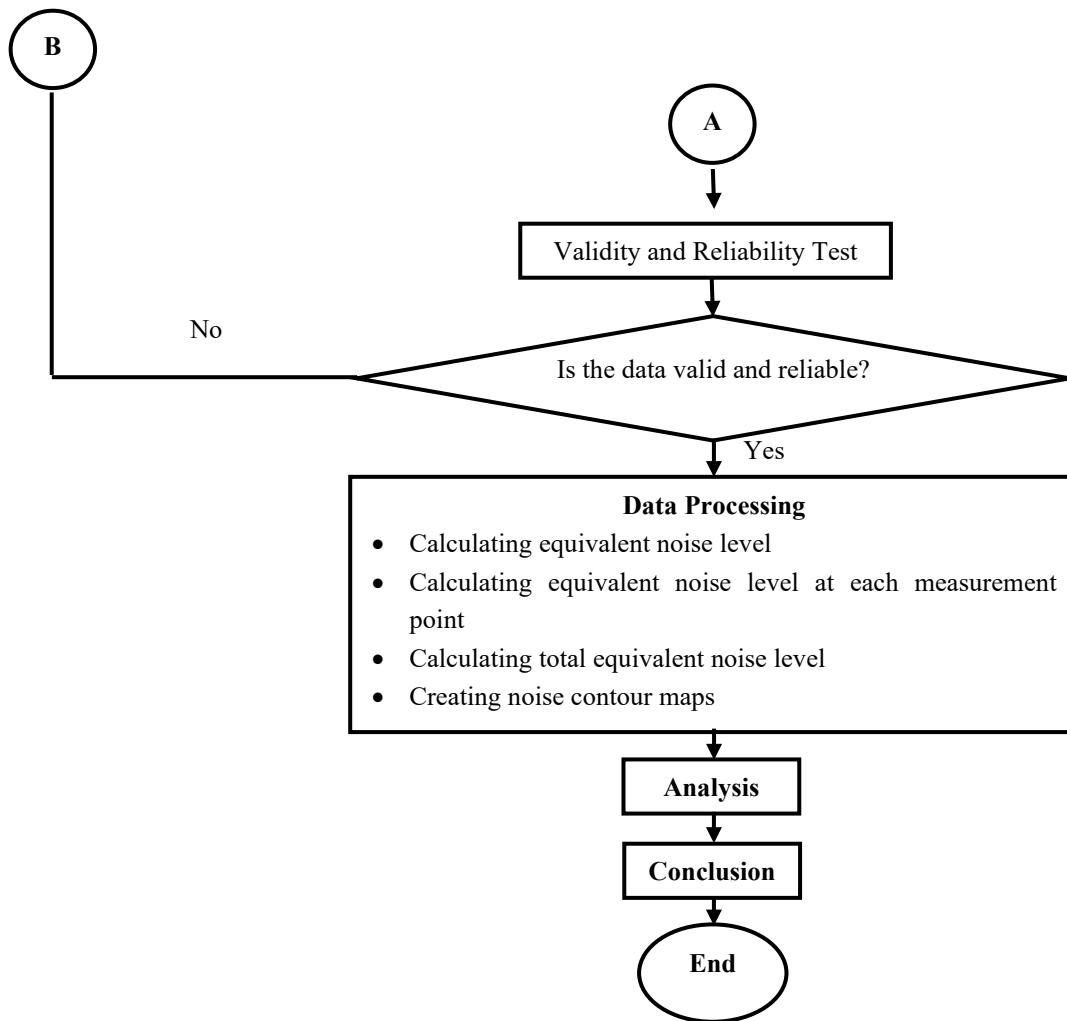 B
A
Validity and Reliability Test
No
Is the data valid and reliable?
Yes
Data Processing
• Calculating equivalent noise level
• Calculating equivalent noise level at each measurement
point
• Calculating total equivalent noise level
• Creating noise contour maps
Analysis
Conclusion
End